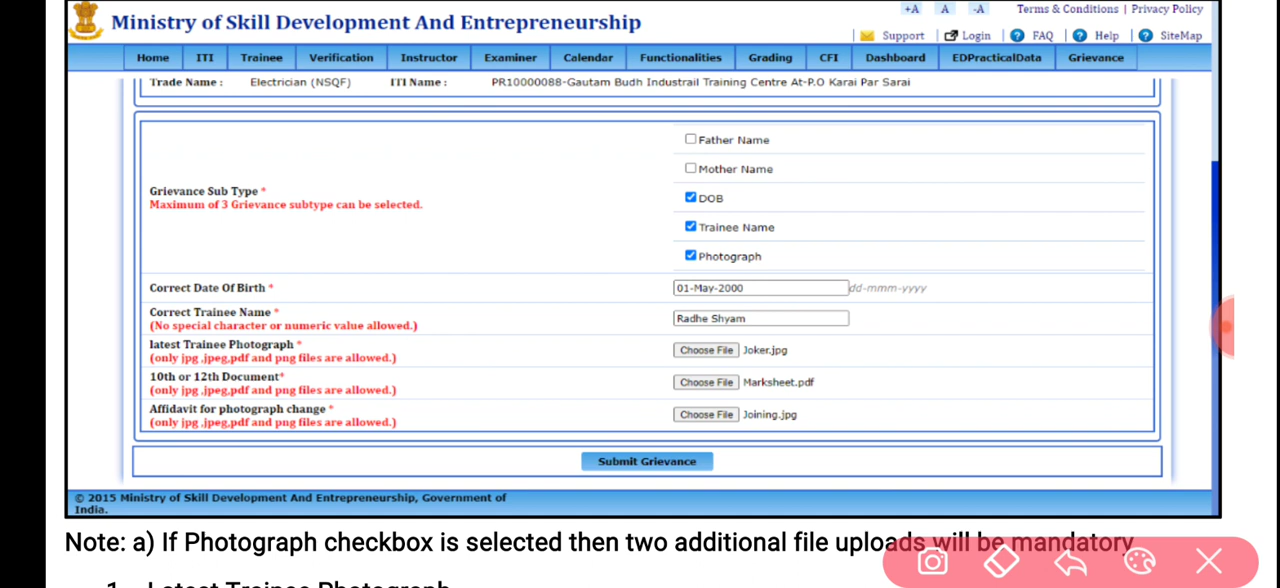 Ministry of Skill Development And Entrepreneurship
+A A -A Terms & Conditions | Privacy Policy
Support Login FAQ Help SiteMap
Home ITI Trainee Verification Instructor Examiner Calendar Functionalities Grading CFI Dashboard EDPracticalData Grievance
Trade Name : Electrician (NSQF) ITI Name : PR10000088-Gautam Budh Industrail Training Centre At-P.O Karai Par Sarai
Father Name
Mother Name
Grievance Sub Type *
Maximum of 3 Grievance subtype can be selected.
DOB
Trainee Name
Photograph
Correct Date Of Birth * 01-May-2000 dd-mmm-yyyy
Correct Trainee Name * Radhe Shyam
(No special character or numeric value allowed.)
latest Trainee Photograph * Choose File Joker.jpg
(only jpg ,jpeg,pdf and png files are allowed.)
10th or 12th Document* Choose File Marksheet.pdf
(only jpg ,jpeg,pdf and png files are allowed.)
Affidavit for photograph change * Choose File Joining.jpg
(only jpg ,jpeg,pdf and png files are allowed.)
Submit Grievance
© 2015 Ministry of Skill Development And Entrepreneurship, Government of
India.
Note: a) If Photograph checkbox is selected then two additional file uploads will be mandatory
1. Latest Trainee Photograph